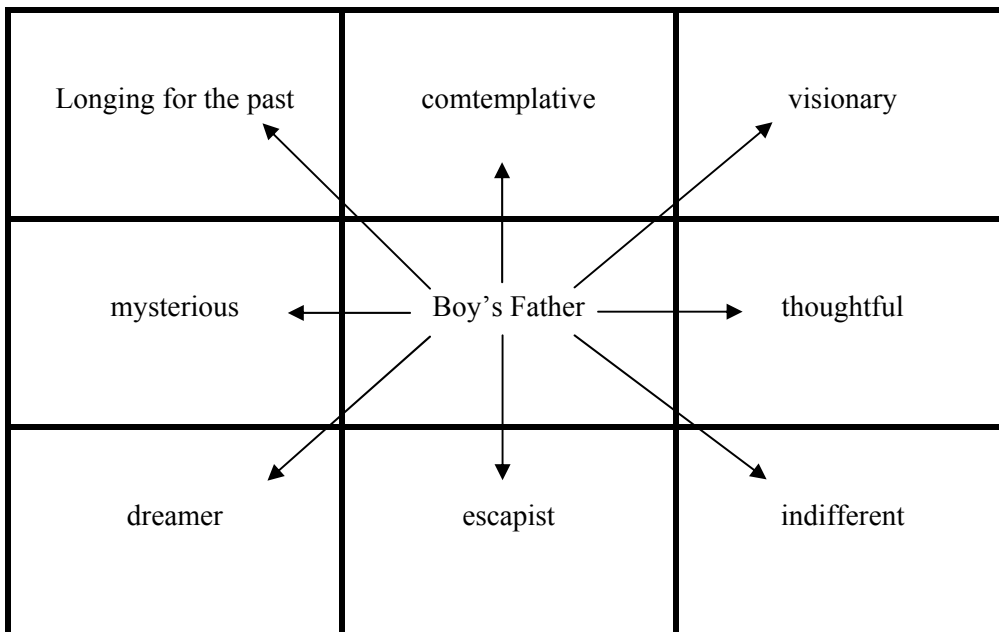 Longing for the past
comtemplative
visionary
mysterious
Boy’s Father
thoughtful
dreamer
escapist
indifferent